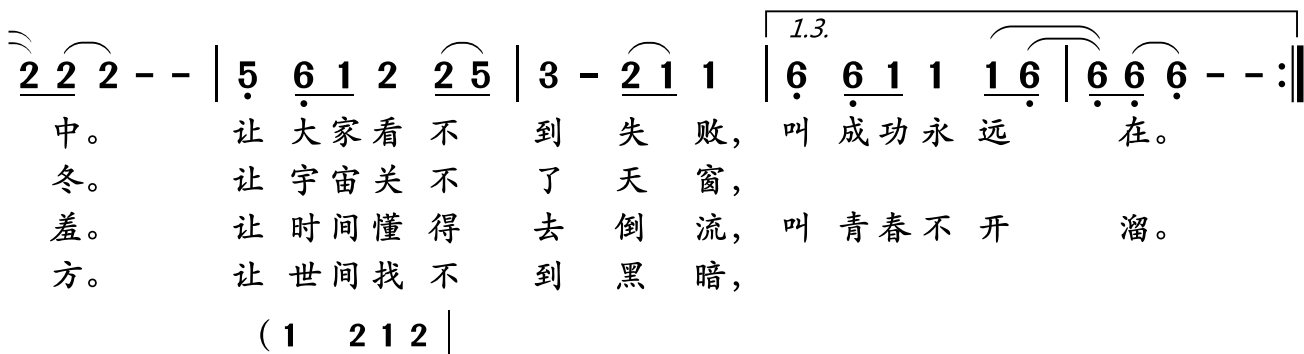 1.3.
2 2 2 - - | 5 6 1 2 2 5 | 3 - 2 1 1 | 6 6 1 1 1 6 | 6 6 6 - - :‖
中。 让 大 家 看 不 到 失 败， 叫 成 功 永 远 在。
冬。 让 宇 宙 关 不 了 天 窗，
羞。 让 时 间 懂 得 去 倒 流， 叫 青 春 不 开 溜。
方。 让 世 间 找 不 到 黑 暗，
( 1 2 1 2 |